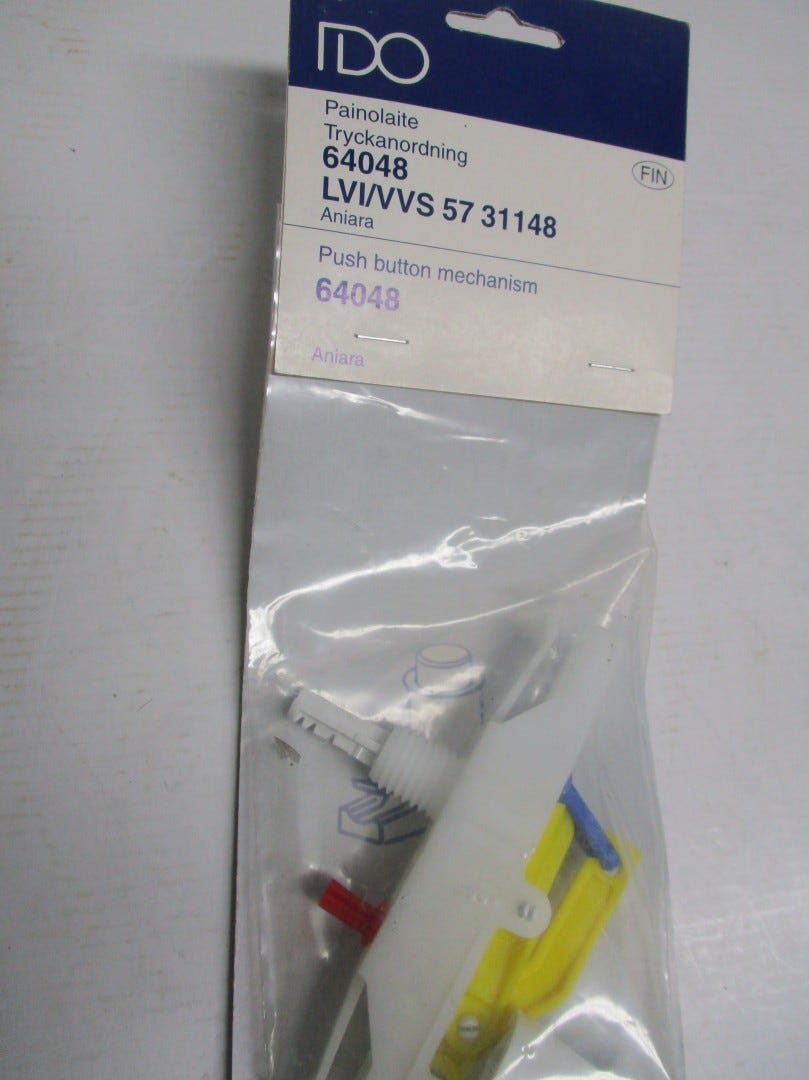 IDO
Painolaite
Tryckanordning
64048
FIN
LVI/VVS 57 31148
Aniara
Push button mechanism
64048
Aniara